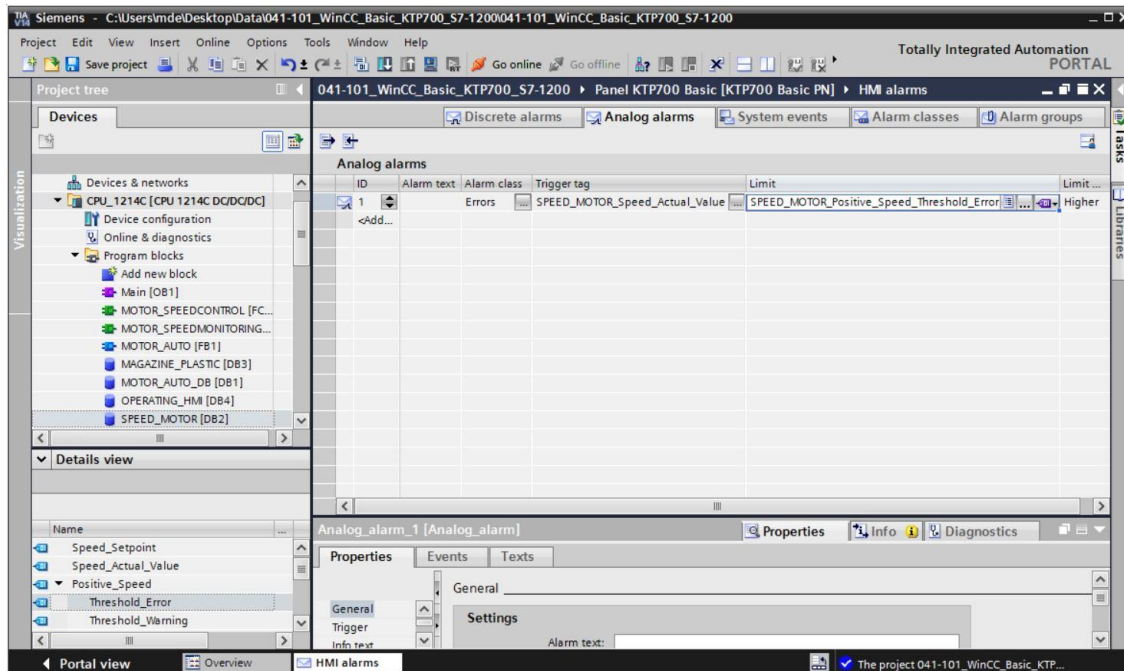 TIA V14 Siemens - C:\Users\mde\Desktop\Data\041-101_WinCC_Basic_KTP700_S7-1200\041-101_WinCC_Basic_KTP700_S7-1200
Project Edit View Insert Online Options Tools Window Help
Totally Integrated Automation
PORTAL
Save project Go online Go offline
Project tree
041-101_WinCC_Basic_KTP700_S7-1200 ▸ Panel KTP700 Basic [KTP700 Basic PN] ▸ HMI alarms
Devices
Discrete alarms Analog alarms System events Alarm classes Alarm groups
Visualization
Tasks
Libraries
Analog alarms
ID Alarm text Alarm class Trigger tag Limit Limit ...
1 Errors ... SPEED_MOTOR_Speed_Actual_Value ... SPEED_MOTOR_Positive_Speed_Threshold_Error ... Higher
<Add...
Devices & networks
CPU_1214C [CPU 1214C DC/DC/DC]
Device configuration
Online & diagnostics
Program blocks
Add new block
Main [OB1]
MOTOR_SPEEDCONTROL [FC...
MOTOR_SPEEDMONITORING...
MOTOR_AUTO [FB1]
MAGAZINE_PLASTIC [DB3]
MOTOR_AUTO_DB [DB1]
OPERATING_HMI [DB4]
SPEED_MOTOR [DB2]
Details view
Name ...
Speed_Setpoint
Speed_Actual_Value
Positive_Speed
Threshold_Error
Threshold_Warning
Analog_alarm_1 [Analog_alarm]
Properties Info Diagnostics
Properties Events Texts
General
Trigger
Info text
General
Settings
Alarm text:
Portal view Overview HMI alarms
The project 041-101_WinCC_Basic_KTP...